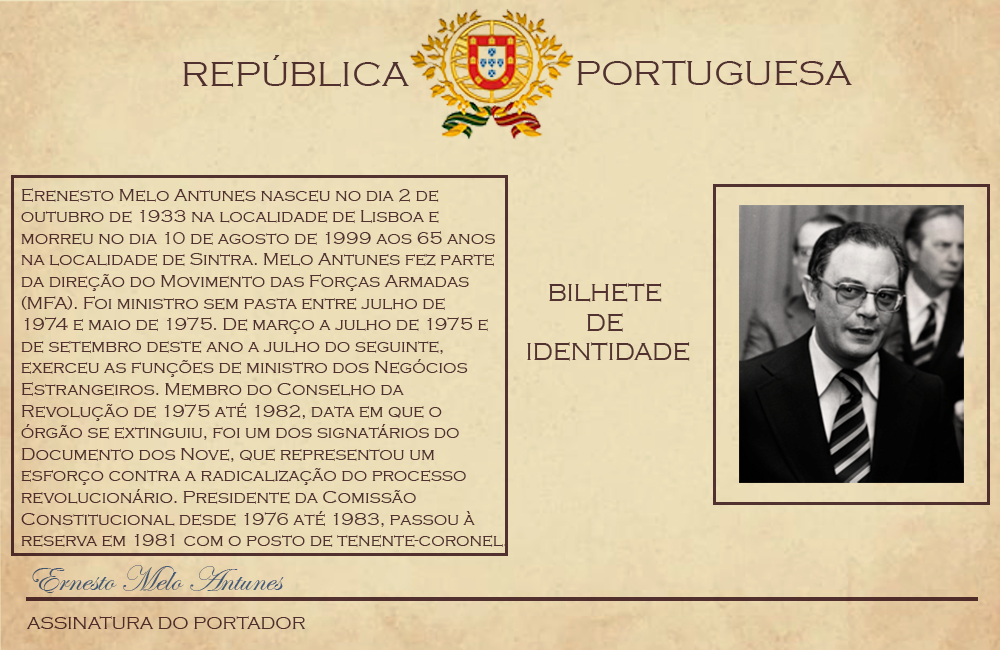 REPÚBLICA PORTUGUESA
Erenesto Melo Antunes nasceu no dia 2 de
outubro de 1933 na localidade de Lisboa e
morreu no dia 10 de agosto de 1999 aos 65 anos
na localidade de Sintra. Melo Antunes fez parte
da direção do Movimento das Forças Armadas
(MFA). Foi ministro sem pasta entre julho de
1974 e maio de 1975. De março a julho de 1975 e
de setembro deste ano a julho do seguinte,
exerceu as funções de ministro dos Negócios
Estrangeiros. Membro do Conselho da
Revolução de 1975 até 1982, data em que o
órgão se extinguiu, foi um dos signatários do
Documento dos Nove, que representou um
esforço contra a radicalização do processo
revolucionário. Presidente da Comissão
Constitucional desde 1976 até 1983, passou à
reserva em 1981 com o posto de tenente-coronel.
BILHETE
DE
IDENTIDADE
Ernesto Melo Antunes
ASSINATURA DO PORTADOR